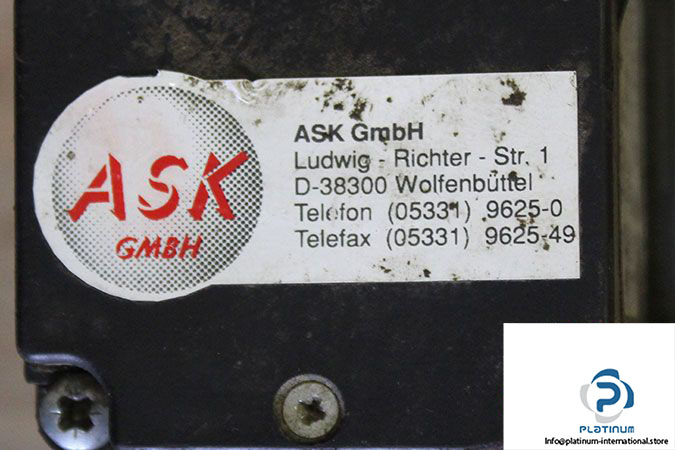 ASK
GMBH
ASK GmbH
Ludwig - Richter - Str. 1
D-38300 Wolfenbüttel
Telefon (05331) 9625-0
Telefax (05331) 9625-49
PLATINUM
Info@platinum-international.store